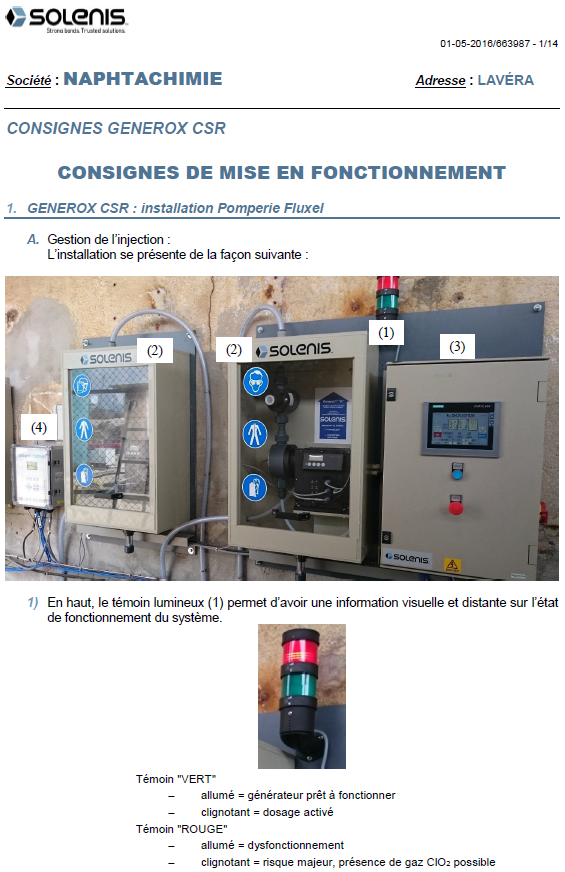 SOLENIS
Strong bonds. Trusted solutions.
01-05-2016/663987 - 1/14
Société : NAPHTACHIMIE Adresse : LAVÉRA
CONSIGNES GENEROX CSR
CONSIGNES DE MISE EN FONCTIONNEMENT
1. GENEROX CSR : installation Pomperie Fluxel
A. Gestion de l'injection :
L'installation se présente de la façon suivante :
(1)
(2)
(2)
(3)
(4)
SOLENIS
SOLENIS
SOLENIS
SOLENIS
1) En haut, le témoin lumineux (1) permet d'avoir une information visuelle et distante sur l'état
de fonctionnement du système.
Témoin "VERT"
– allumé = générateur prêt à fonctionner
– clignotant = dosage activé
Témoin "ROUGE"
– allumé = dysfonctionnement
– clignotant = risque majeur, présence de gaz ClO₂ possible